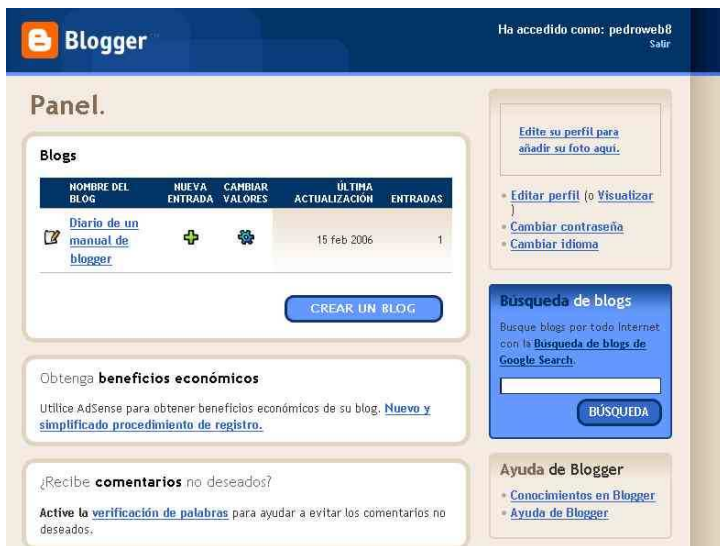 Blogger
Ha accedido como: pedroweb8
Salir
Panel.
Blogs
NOMBRE DEL BLOG
NUEVA ENTRADA
CAMBIAR VALORES
ÚLTIMA ACTUALIZACIÓN
ENTRADAS
Diario de un
manual de
blogger
15 feb 2006
1
CREAR UN BLOG
Obtenga beneficios económicos
Utilice AdSense para obtener beneficios económicos de su blog. Nuevo y
simplificado procedimiento de registro.
¿Recibe comentarios no deseados?
Active la verificación de palabras para ayudar a evitar los comentarios no
deseados.
Edite su perfil para
añadir su foto aquí.
Editar perfil (o Visualizar
)
Cambiar contraseña
Cambiar idioma
Búsqueda de blogs
Busque blogs por todo Internet
con la Búsqueda de blogs de
Google Search.
BÚSQUEDA
Ayuda de Blogger
Conocimientos en Blogger
Ayuda de Blogger